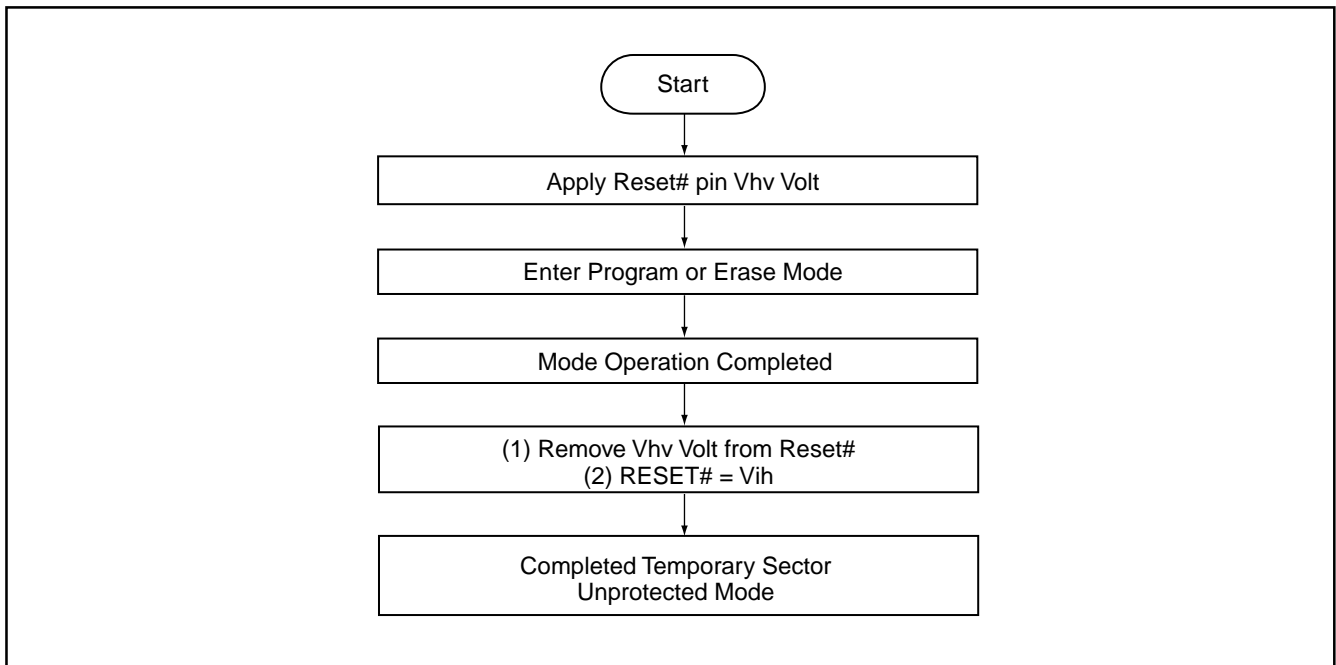 Start
Apply Reset# pin Vhv Volt
Enter Program or Erase Mode
Mode Operation Completed
(1) Remove Vhv Volt from Reset#
(2) RESET# = Vih
Completed Temporary Sector
Unprotected Mode